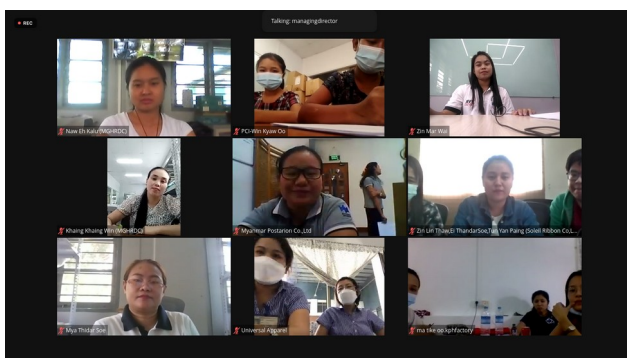 REC
Talking: managingdirector
Naw Eh Kalu (MGHRDC)
PCI-Win Kyaw Oo
Zin Mar Wai
Khaing Khaing Win (MGHRDC)
Myanmar Postarion Co.,Ltd
Zin Lin Thaw,Ei ThandarSoe,Tun Yan Paing (Soleil Ribbon Co,L...
Mya Thidar Soe
Universal Apparel
ma tike oo.kphfactory